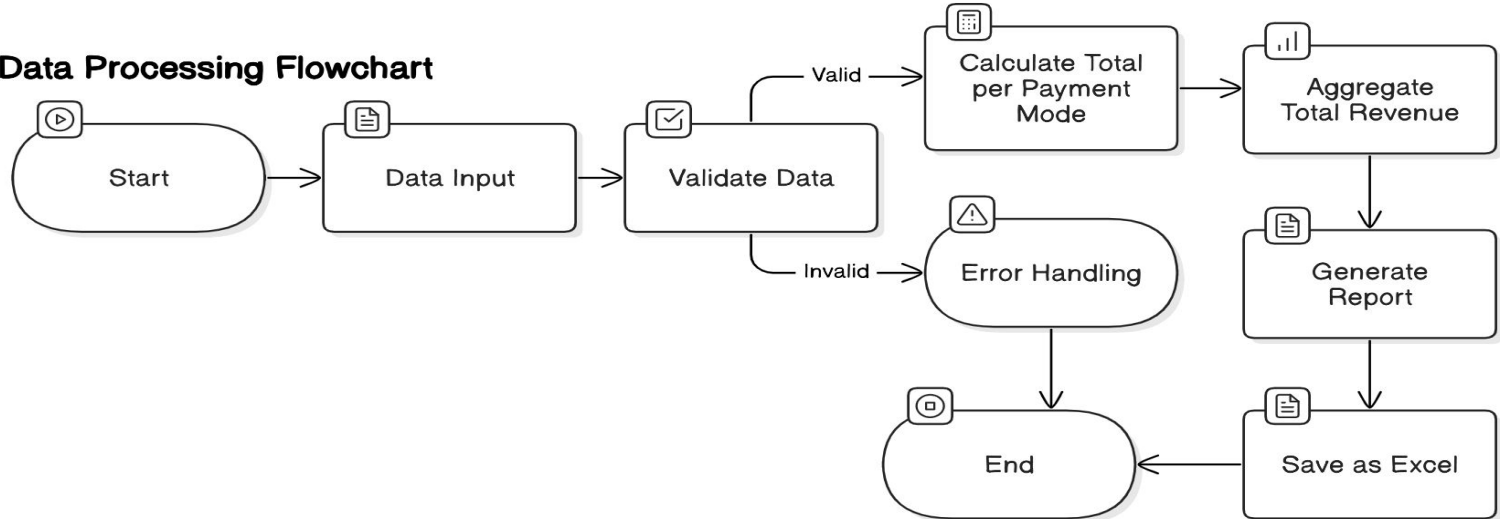 Data Processing Flowchart
Start
Data Input
Validate Data
Valid
Calculate Total
per Payment
Mode
Aggregate
Total Revenue
Invalid
Error Handling
Generate
Report
End
Save as Excel